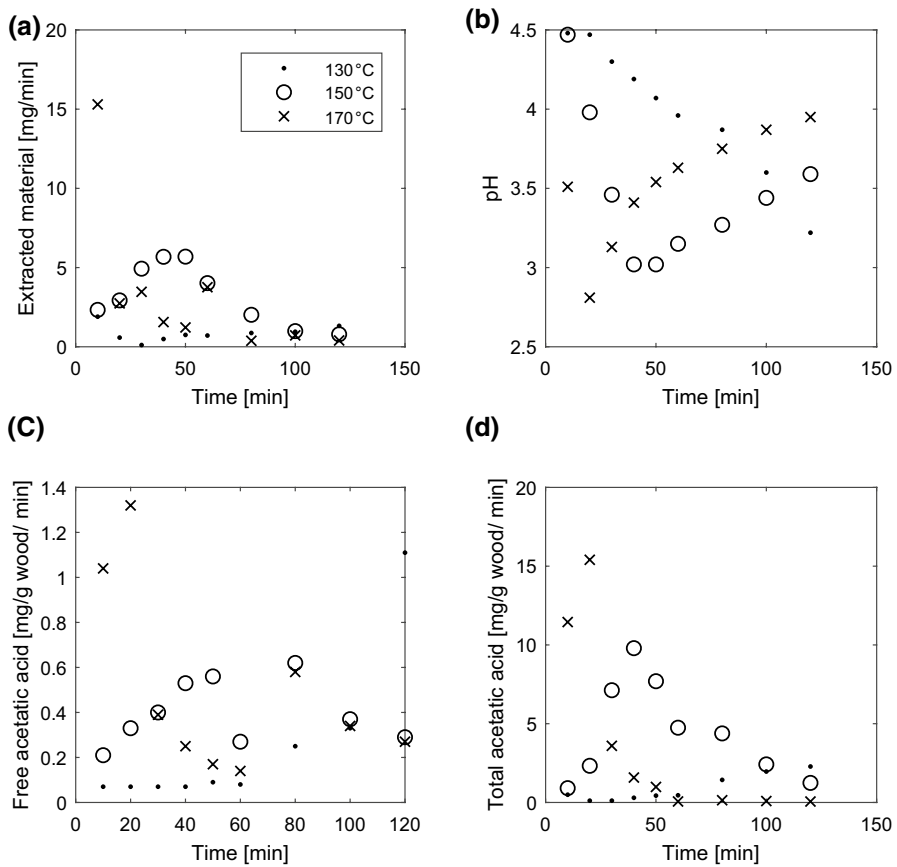 (a)
Extracted material [mg/min]
20
15
10
5
0
130°C
150°C
170°C
0 50 100 150
Time [min]
(b)
pH
4.5
4
3.5
3
2.5
0 50 100 150
Time [min]
(C)
Free acetatic acid [mg/g wood/ min]
1.4
1.2
1
0.8
0.6
0.4
0.2
0
0 20 40 60 80 100 120
Time [min]
(d)
Total acetatic acid [mg/g wood/ min]
20
15
10
5
0
0 50 100 150
Time [min]